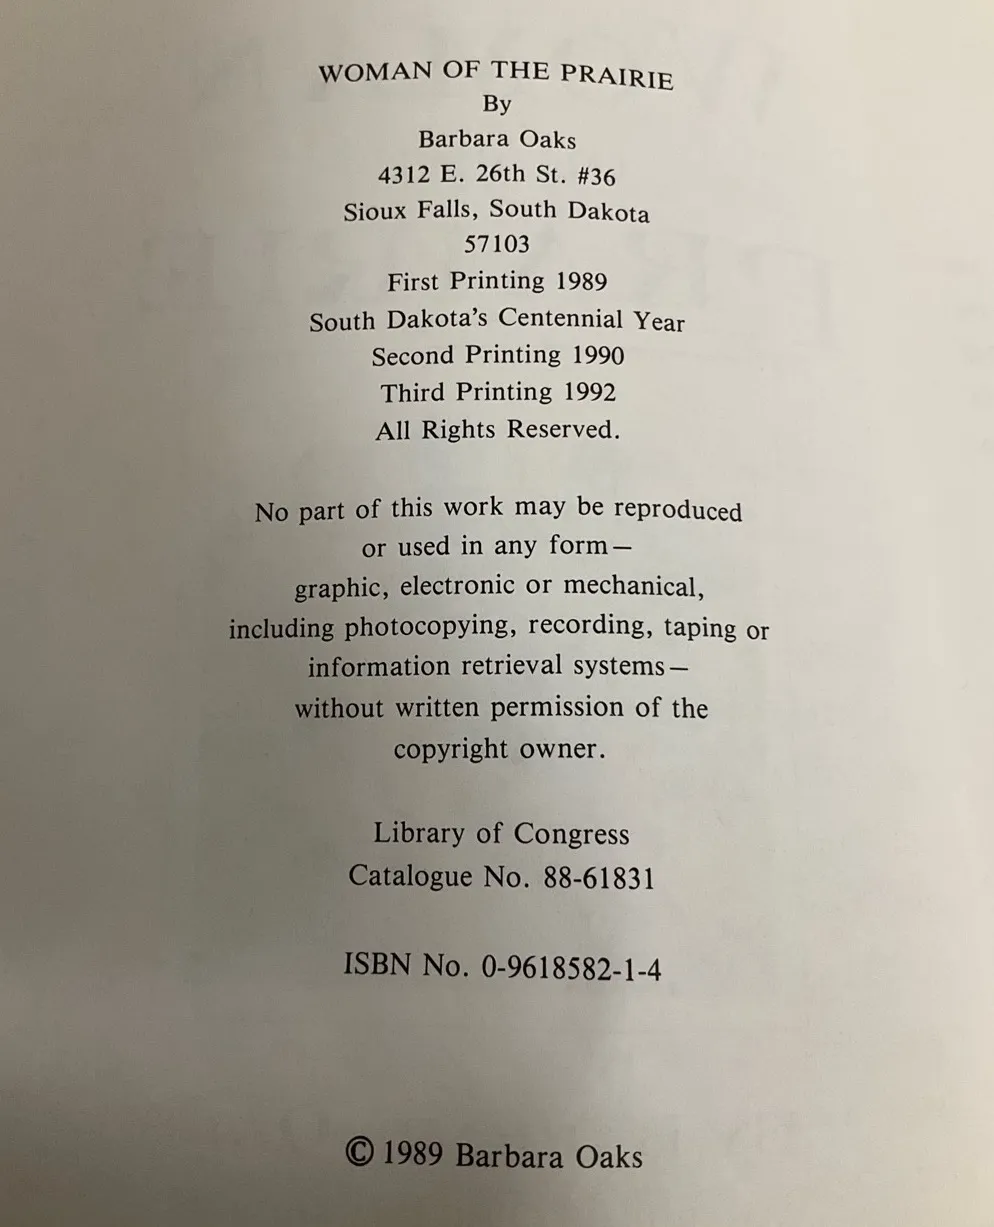 WOMAN OF THE PRAIRIE
By
Barbara Oaks
4312 E. 26th St. #36
Sioux Falls, South Dakota
57103
First Printing 1989
South Dakota's Centennial Year
Second Printing 1990
Third Printing 1992
All Rights Reserved.
No part of this work may be reproduced
or used in any form—
graphic, electronic or mechanical,
including photocopying, recording, taping or
information retrieval systems—
without written permission of the
copyright owner.
Library of Congress
Catalogue No. 88-61831
ISBN No. 0-9618582-1-4
© 1989 Barbara Oaks